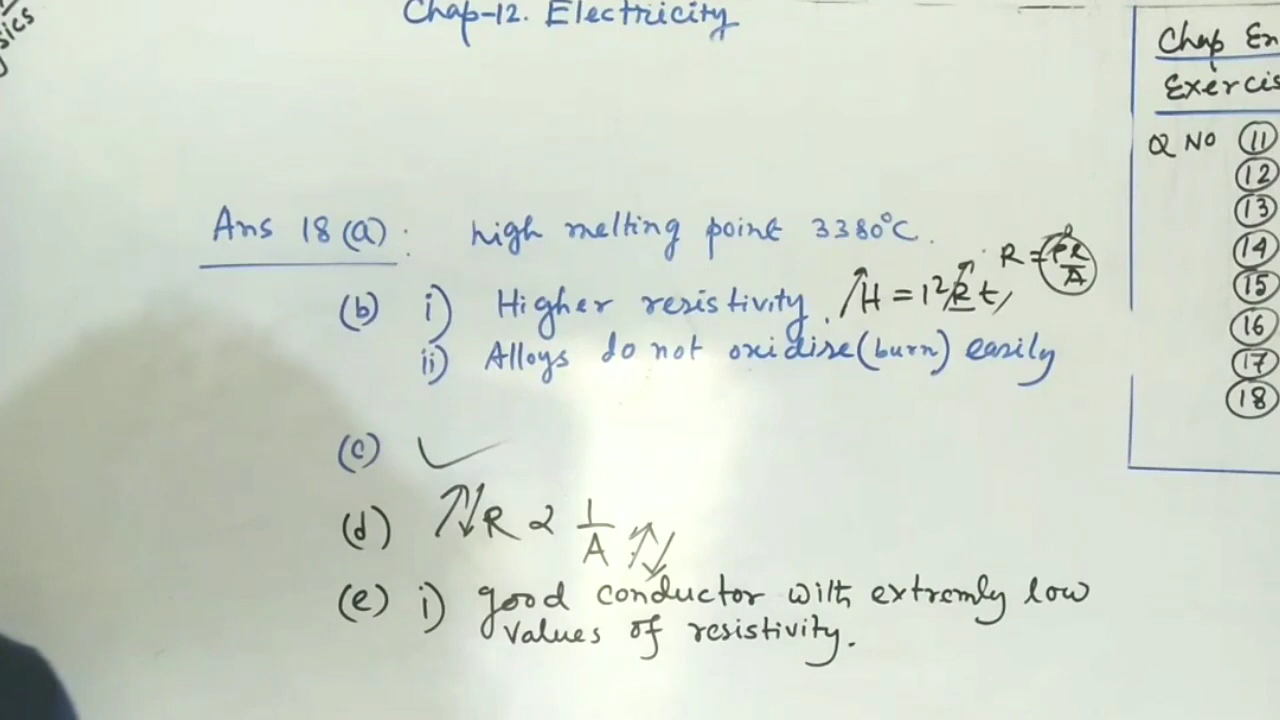 Chap-12. Electricity
Ans 18 (a): high melting point 3380°C.
(b) i) Higher resistivity. H = I²Rt, R = ρl/A
ii) Alloys do not oxidise (burn) easily
(c) ✓
(d) R ∝ 1/A
(e) i) good conductor with extremly low
values of resistivity.
Chap En
Exercis
Q No 11
12
13
14
15
16
17
18